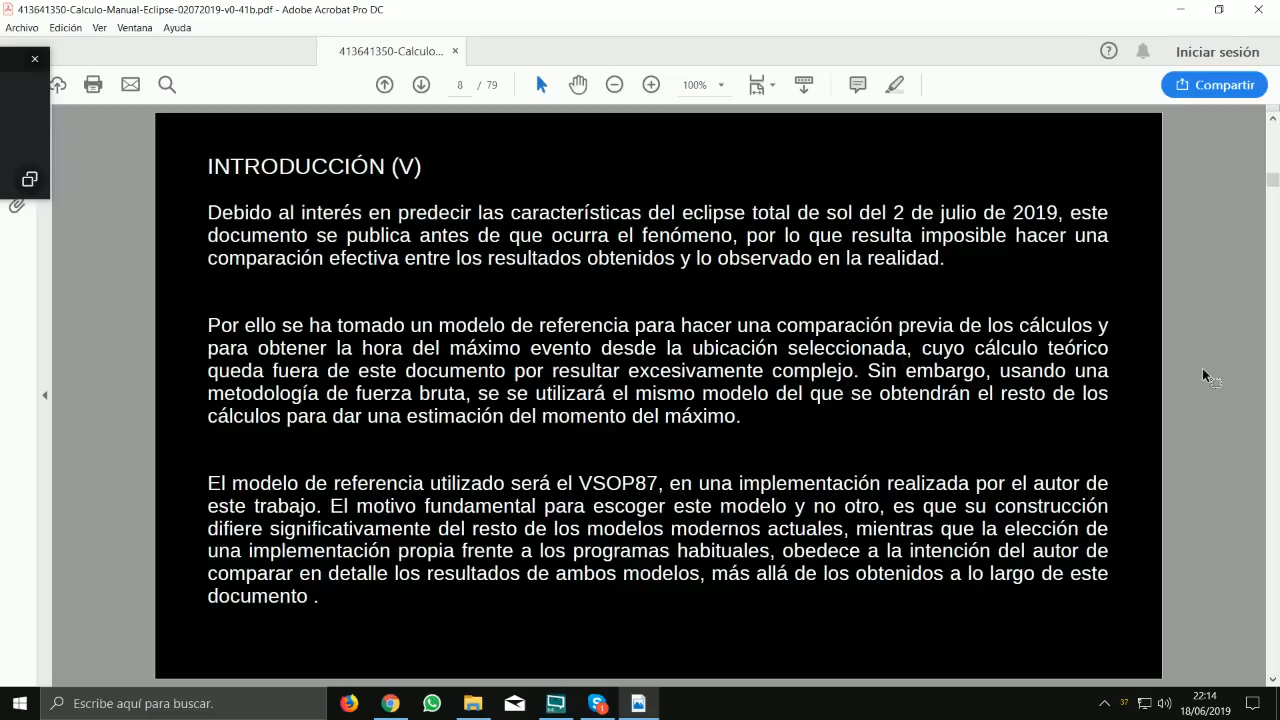 413641350-Calculo-Manual-Eclipse-02072019-v0-41b.pdf - Adobe Acrobat Pro DC
Archivo Edición Ver Ventana Ayuda
413641350-Calculo... ×
Iniciar sesión
8 / 79
100%
Compartir
INTRODUCCIÓN (V)
Debido al interés en predecir las características del eclipse total de sol del 2 de julio de 2019, este
documento se publica antes de que ocurra el fenómeno, por lo que resulta imposible hacer una
comparación efectiva entre los resultados obtenidos y lo observado en la realidad.
Por ello se ha tomado un modelo de referencia para hacer una comparación previa de los cálculos y
para obtener la hora del máximo evento desde la ubicación seleccionada, cuyo cálculo teórico
queda fuera de este documento por resultar excesivamente complejo. Sin embargo, usando una
metodología de fuerza bruta, se se utilizará el mismo modelo del que se obtendrán el resto de los
cálculos para dar una estimación del momento del máximo.
El modelo de referencia utilizado será el VSOP87, en una implementación realizada por el autor de
este trabajo. El motivo fundamental para escoger este modelo y no otro, es que su construcción
difiere significativamente del resto de los modelos modernos actuales, mientras que la elección de
una implementación propia frente a los programas habituales, obedece a la intención del autor de
comparar en detalle los resultados de ambos modelos, más allá de los obtenidos a lo largo de este
documento .
Escribe aquí para buscar.
37
22:14
18/06/2019